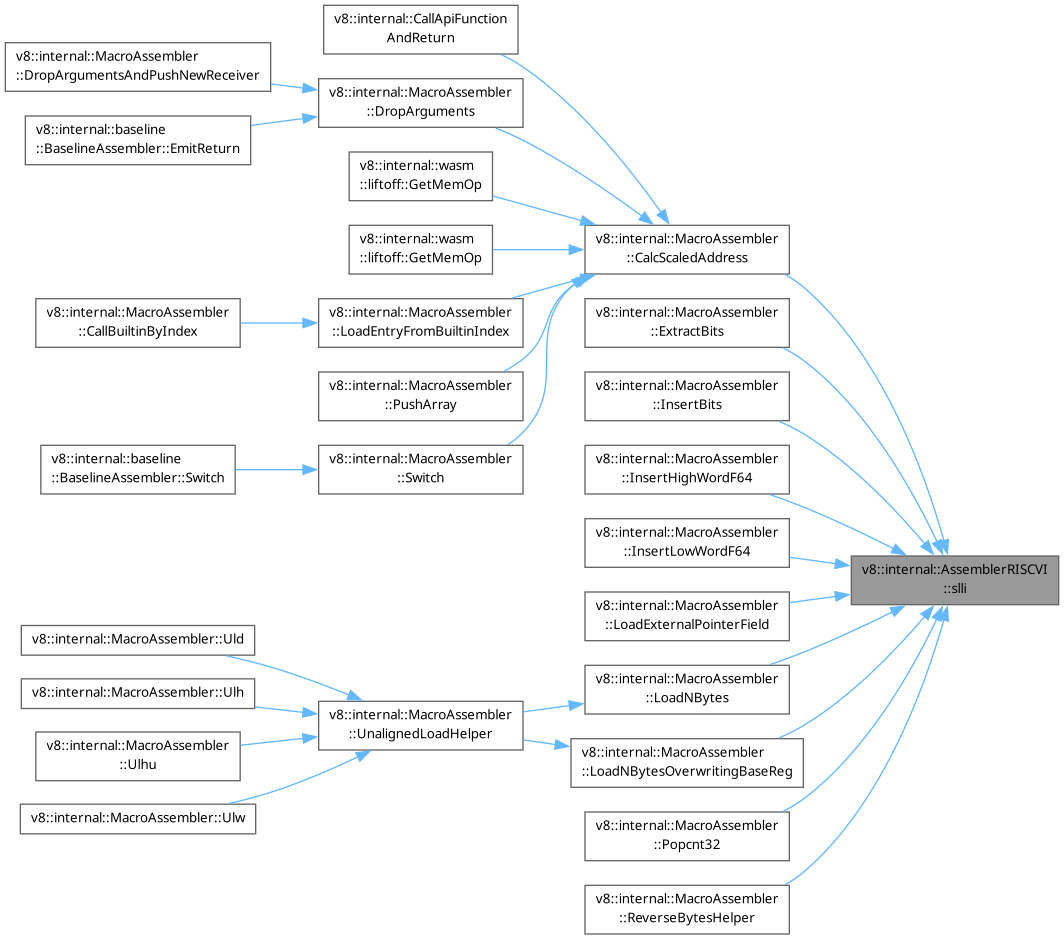 v8::internal::CallApiFunction
AndReturn
v8::internal::MacroAssembler
::DropArgumentsAndPushNewReceiver
v8::internal::MacroAssembler
::DropArguments
v8::internal::baseline
::BaselineAssembler::EmitReturn
v8::internal::wasm
::liftoff::GetMemOp
v8::internal::wasm
::liftoff::GetMemOp
v8::internal::MacroAssembler
::CalcScaledAddress
v8::internal::MacroAssembler
::CallBuiltinByIndex
v8::internal::MacroAssembler
::LoadEntryFromBuiltinIndex
v8::internal::MacroAssembler
::ExtractBits
v8::internal::MacroAssembler
::PushArray
v8::internal::MacroAssembler
::InsertBits
v8::internal::baseline
::BaselineAssembler::Switch
v8::internal::MacroAssembler
::Switch
v8::internal::MacroAssembler
::InsertHighWordF64
v8::internal::MacroAssembler
::InsertLowWordF64
v8::internal::AssemblerRISCVI
::slli
v8::internal::MacroAssembler
::LoadExternalPointerField
v8::internal::MacroAssembler::Uld
v8::internal::MacroAssembler
::LoadNBytes
v8::internal::MacroAssembler::Ulh
v8::internal::MacroAssembler
::UnalignedLoadHelper
v8::internal::MacroAssembler
::Ulhu
v8::internal::MacroAssembler
::LoadNBytesOverwritingBaseReg
v8::internal::MacroAssembler::Ulw
v8::internal::MacroAssembler
::Popcnt32
v8::internal::MacroAssembler
::ReverseBytesHelper